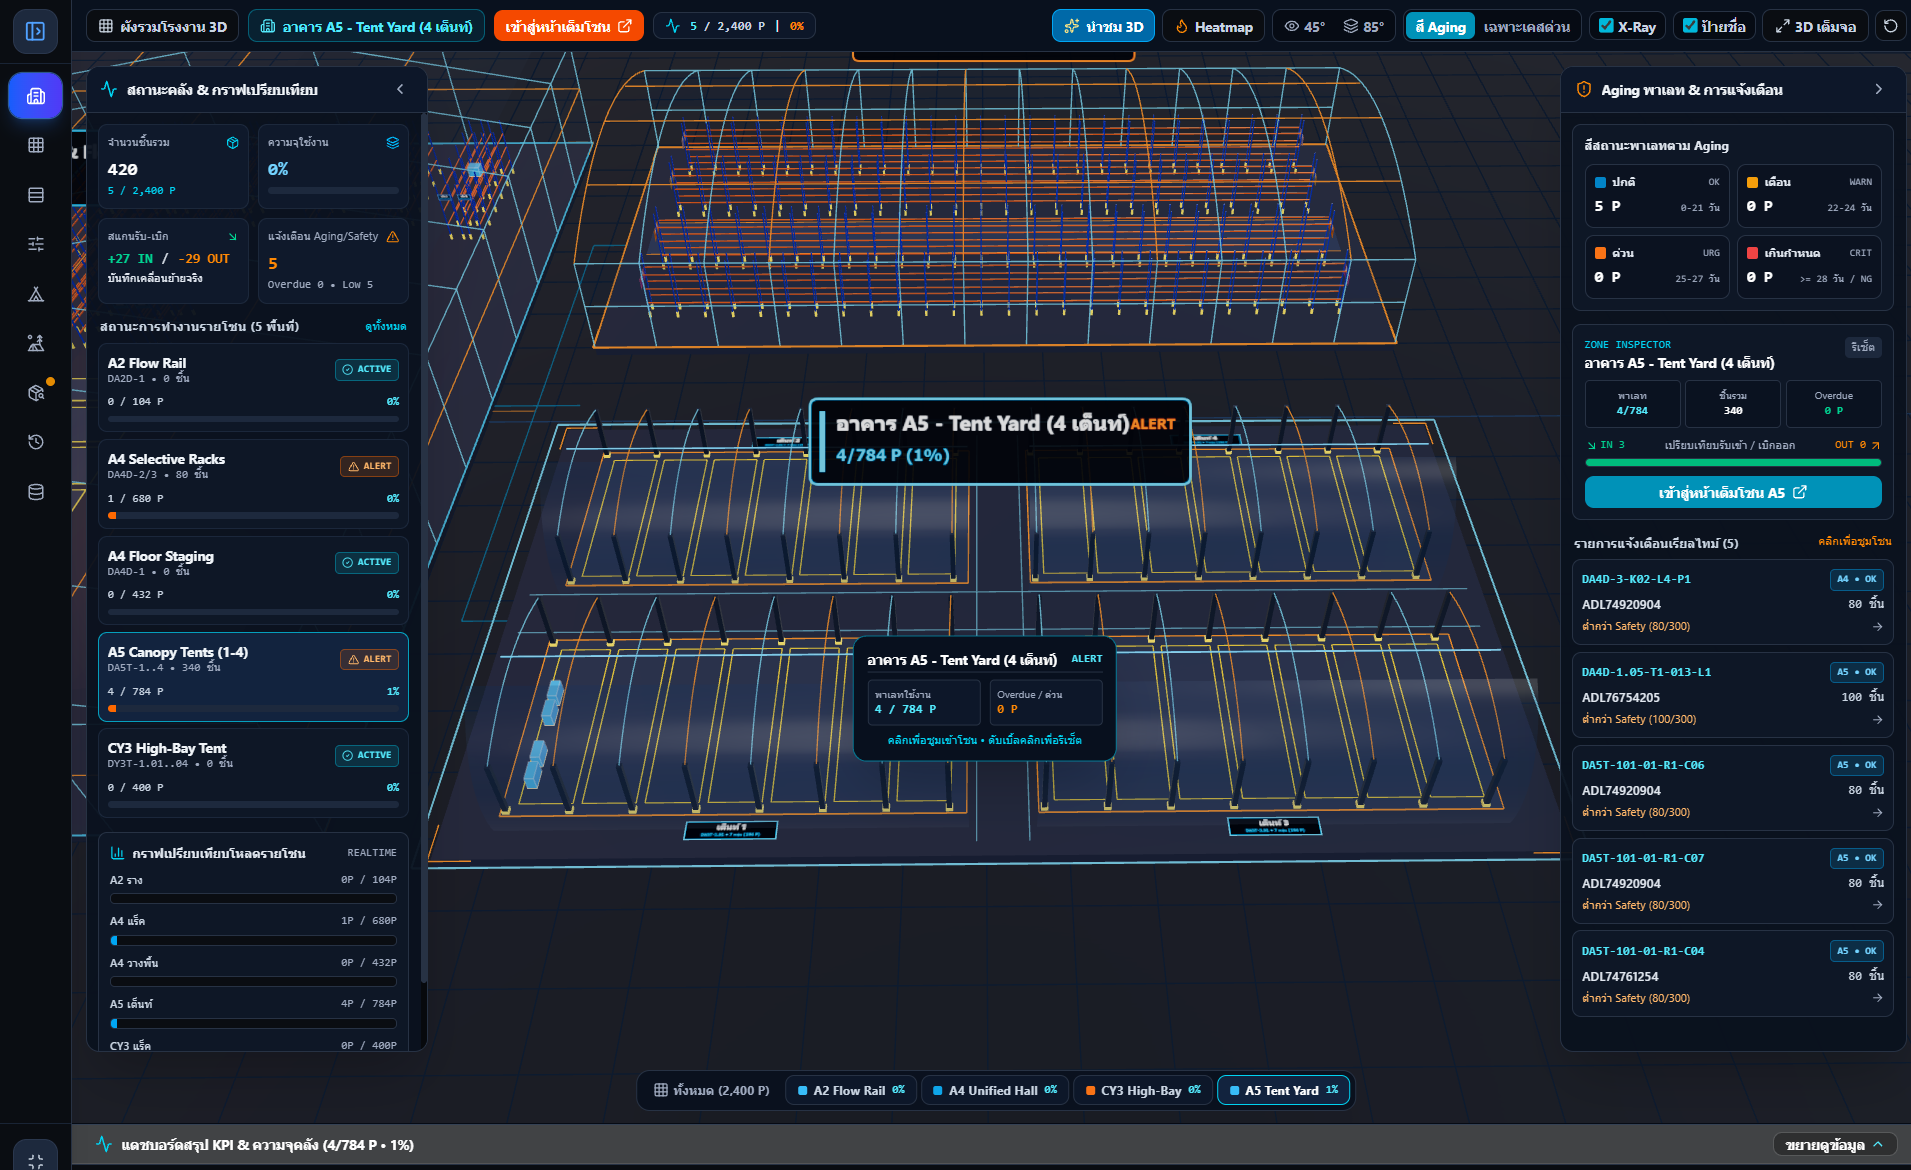 ผังรวมโรงงาน 3D
อาคาร A5 - Tent Yard (4 เต็นท์)
เข้าสู่หน้าเต็มโซน
5 / 2,400 P | 0%
นำชม 3D
Heatmap
45°
85°
สี Aging
เฉพาะเคสด่วน
X-Ray
ป้ายชื่อ
3D เต็มจอ
สถานะคลัง & กราฟเปรียบเทียบ
จำนวนชิ้นรวม
420
5 / 2,400 P
ความจุใช้งาน
0%
สแกนรับ-เบิก
+27 IN / -29 OUT
บันทึกเคลื่อนย้ายจริง
แจ้งเตือน Aging/Safety
5
Overdue 0 • Low 5
สถานะการทำงานรายโซน (5 พื้นที่)
ดูทั้งหมด
A2 Flow Rail
DA2D-1 • 0 ชิ้น
ACTIVE
0 / 104 P
0%
A4 Selective Racks
DA4D-2/3 • 80 ชิ้น
ALERT
1 / 680 P
0%
A4 Floor Staging
DA4D-1 • 0 ชิ้น
ACTIVE
0 / 432 P
0%
A5 Canopy Tents (1-4)
DA5T-1..4 • 340 ชิ้น
ALERT
4 / 784 P
1%
CY3 High-Bay Tent
DY3T-1.01..04 • 0 ชิ้น
ACTIVE
0 / 400 P
0%
กราฟเปรียบเทียบโหลดรายโซน
REALTIME
A2 ราง
0P / 104P
A4 แร็ค
1P / 680P
A4 วางพื้น
0P / 432P
A5 เต็นท์
4P / 784P
CY3 แร็ค
0P / 400P
อาคาร A5 - Tent Yard (4 เต็นท์)
ALERT
4/784 P (1%)
อาคาร A5 - Tent Yard (4 เต็นท์)
ALERT
พาเลทใช้งาน
4 / 784 P
Overdue / ด่วน
0 P
คลิกเพื่อซูมเข้าโซน • ดับเบิ้ลคลิกเพื่อรีเซ็ต
เต็นท์ 1
เต็นท์ 3
Aging พาเลท & การแจ้งเตือน
สีสถานะพาเลทตาม Aging
ปกติ
OK
5 P
0-21 วัน
เตือน
WARN
0 P
22-24 วัน
ด่วน
URG
0 P
25-27 วัน
เกินกำหนด
CRIT
0 P
>= 28 วัน / NG
ZONE INSPECTOR
รีเซ็ต
อาคาร A5 - Tent Yard (4 เต็นท์)
พาเลท
4/784
ชิ้นรวม
340
Overdue
0 P
IN 3
เปรียบเทียบรับเข้า / เบิกออก
OUT 0
เข้าสู่หน้าเต็มโซน A5
รายการแจ้งเตือนเรียลไทม์ (5)
คลิกเพื่อซูมโซน
DA4D-3-K02-L4-P1
A4 • OK
ADL74920904
80 ชิ้น
ต่ำกว่า Safety (80/300)
DA4D-1.05-T1-013-L1
A5 • OK
ADL76754205
100 ชิ้น
ต่ำกว่า Safety (100/300)
DA5T-101-01-R1-C06
A5 • OK
ADL74920904
80 ชิ้น
ต่ำกว่า Safety (80/300)
DA5T-101-01-R1-C07
A5 • OK
ADL74920904
80 ชิ้น
ต่ำกว่า Safety (80/300)
DA5T-101-01-R1-C04
A5 • OK
ADL74761254
80 ชิ้น
ต่ำกว่า Safety (80/300)
ทั้งหมด (2,400 P)
A2 Flow Rail 0%
A4 Unified Hall 0%
CY3 High-Bay 0%
A5 Tent Yard 1%
แดชบอร์ดสรุป KPI & ความจุคลัง (4/784 P • 1%)
ขยายดูข้อมูล